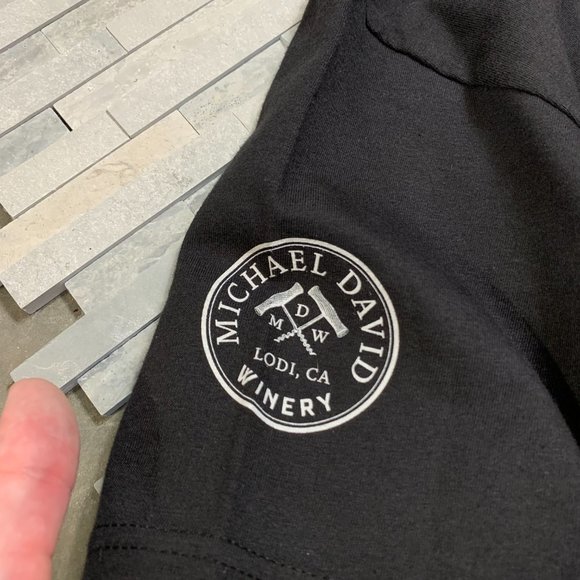 MICHAEL DAVID
D
M W
LODI, CA
WINERY